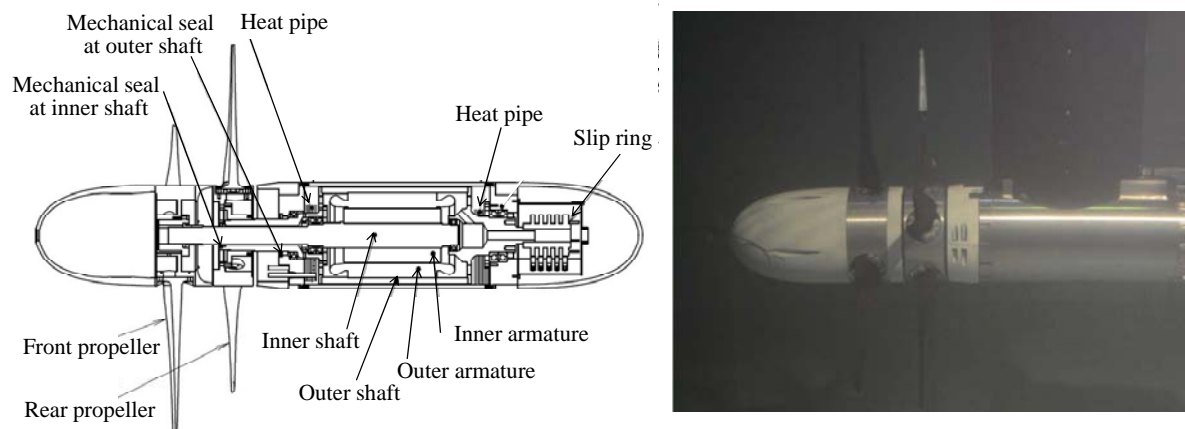 Mechanical seal
at outer shaft
Heat pipe
Mechanical seal
at inner shaft
Heat pipe
Slip ring
Front propeller
Rear propeller
Inner shaft
Outer shaft
Outer armature
Inner armature